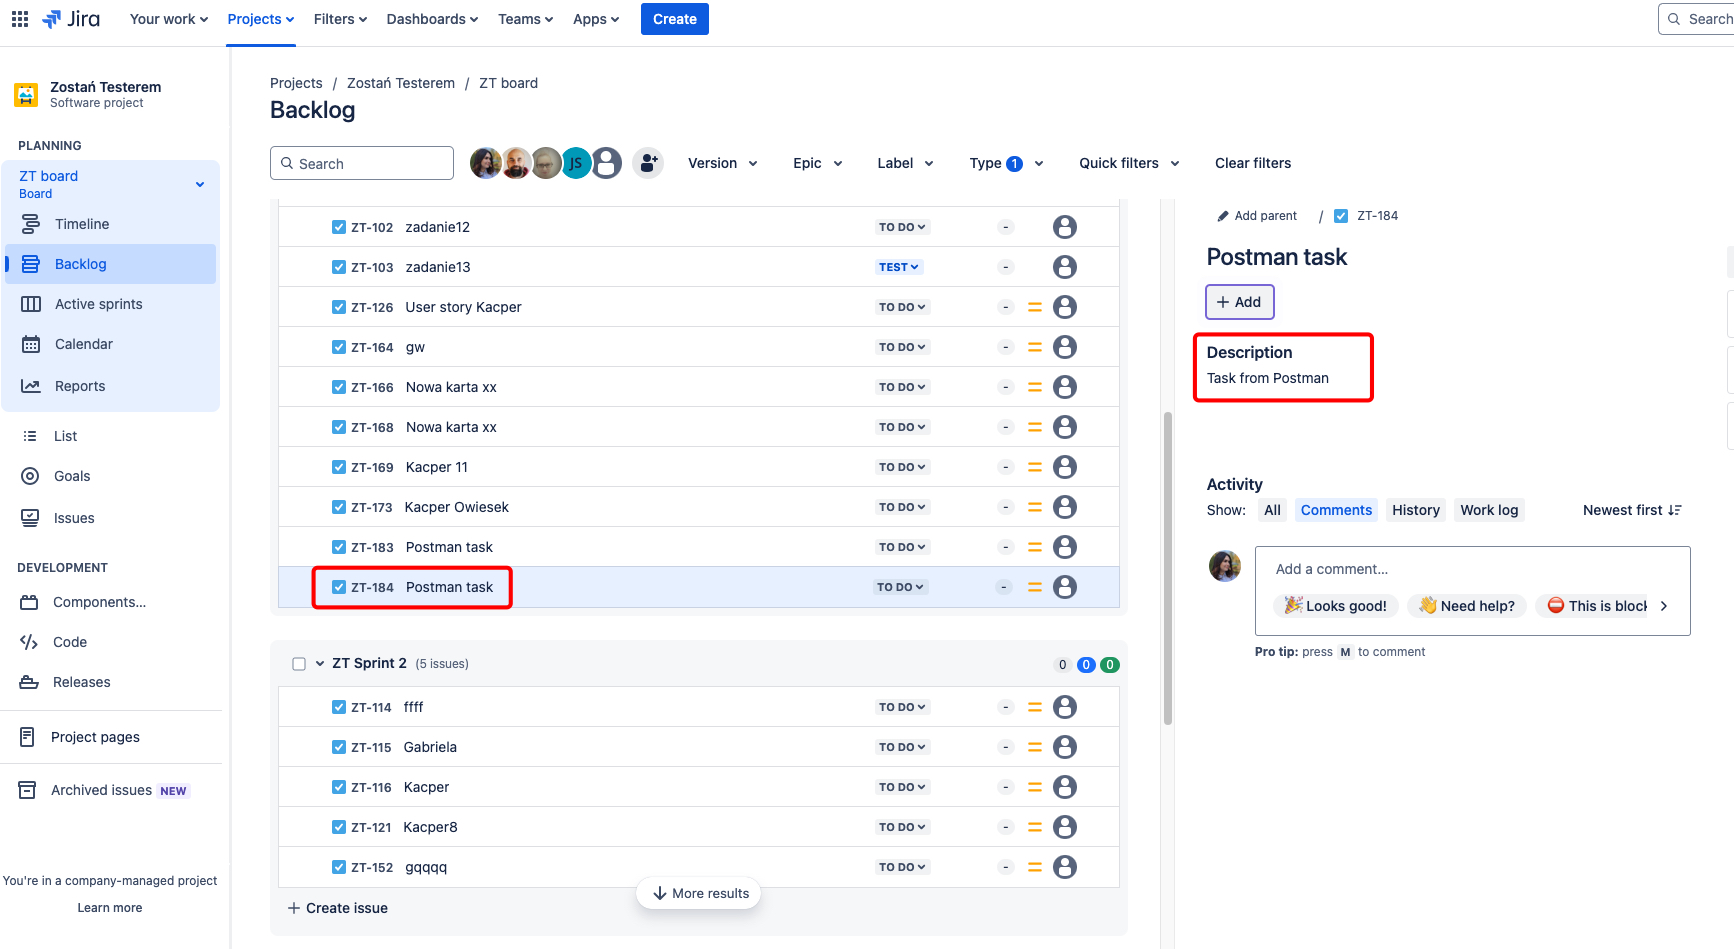 Jira
Your work
Projects
Filters
Dashboards
Teams
Apps
Create
Search
Zostań Testerem
Software project
PLANNING
ZT board
Board
Timeline
Backlog
Active sprints
Calendar
Reports
List
Goals
Issues
DEVELOPMENT
Components...
Code
Releases
Project pages
Archived issues NEW
You're in a company-managed project
Learn more
Projects / Zostań Testerem / ZT board
Backlog
Search
JS
Version
Epic
Label
Type 1
Quick filters
Clear filters
ZT-102 zadanie12 TO DO -
ZT-103 zadanie13 TEST -
ZT-126 User story Kacper TO DO -
ZT-164 gw TO DO -
ZT-166 Nowa karta xx TO DO -
ZT-168 Nowa karta xx TO DO -
ZT-169 Kacper 11 TO DO -
ZT-173 Kacper Owiesek TO DO -
ZT-183 Postman task TO DO -
ZT-184 Postman task TO DO -
ZT Sprint 2 (5 issues) 0 0 0
ZT-114 ffff TO DO -
ZT-115 Gabriela TO DO -
ZT-116 Kacper TO DO -
ZT-121 Kacper8 TO DO -
ZT-152 gqqqq TO DO -
More results
+ Create issue
Add parent / ZT-184
Postman task
+ Add
Description
Task from Postman
Activity
Show: All Comments History Work log Newest first
Add a comment...
Looks good! Need help? This is block
Pro tip: press M to comment